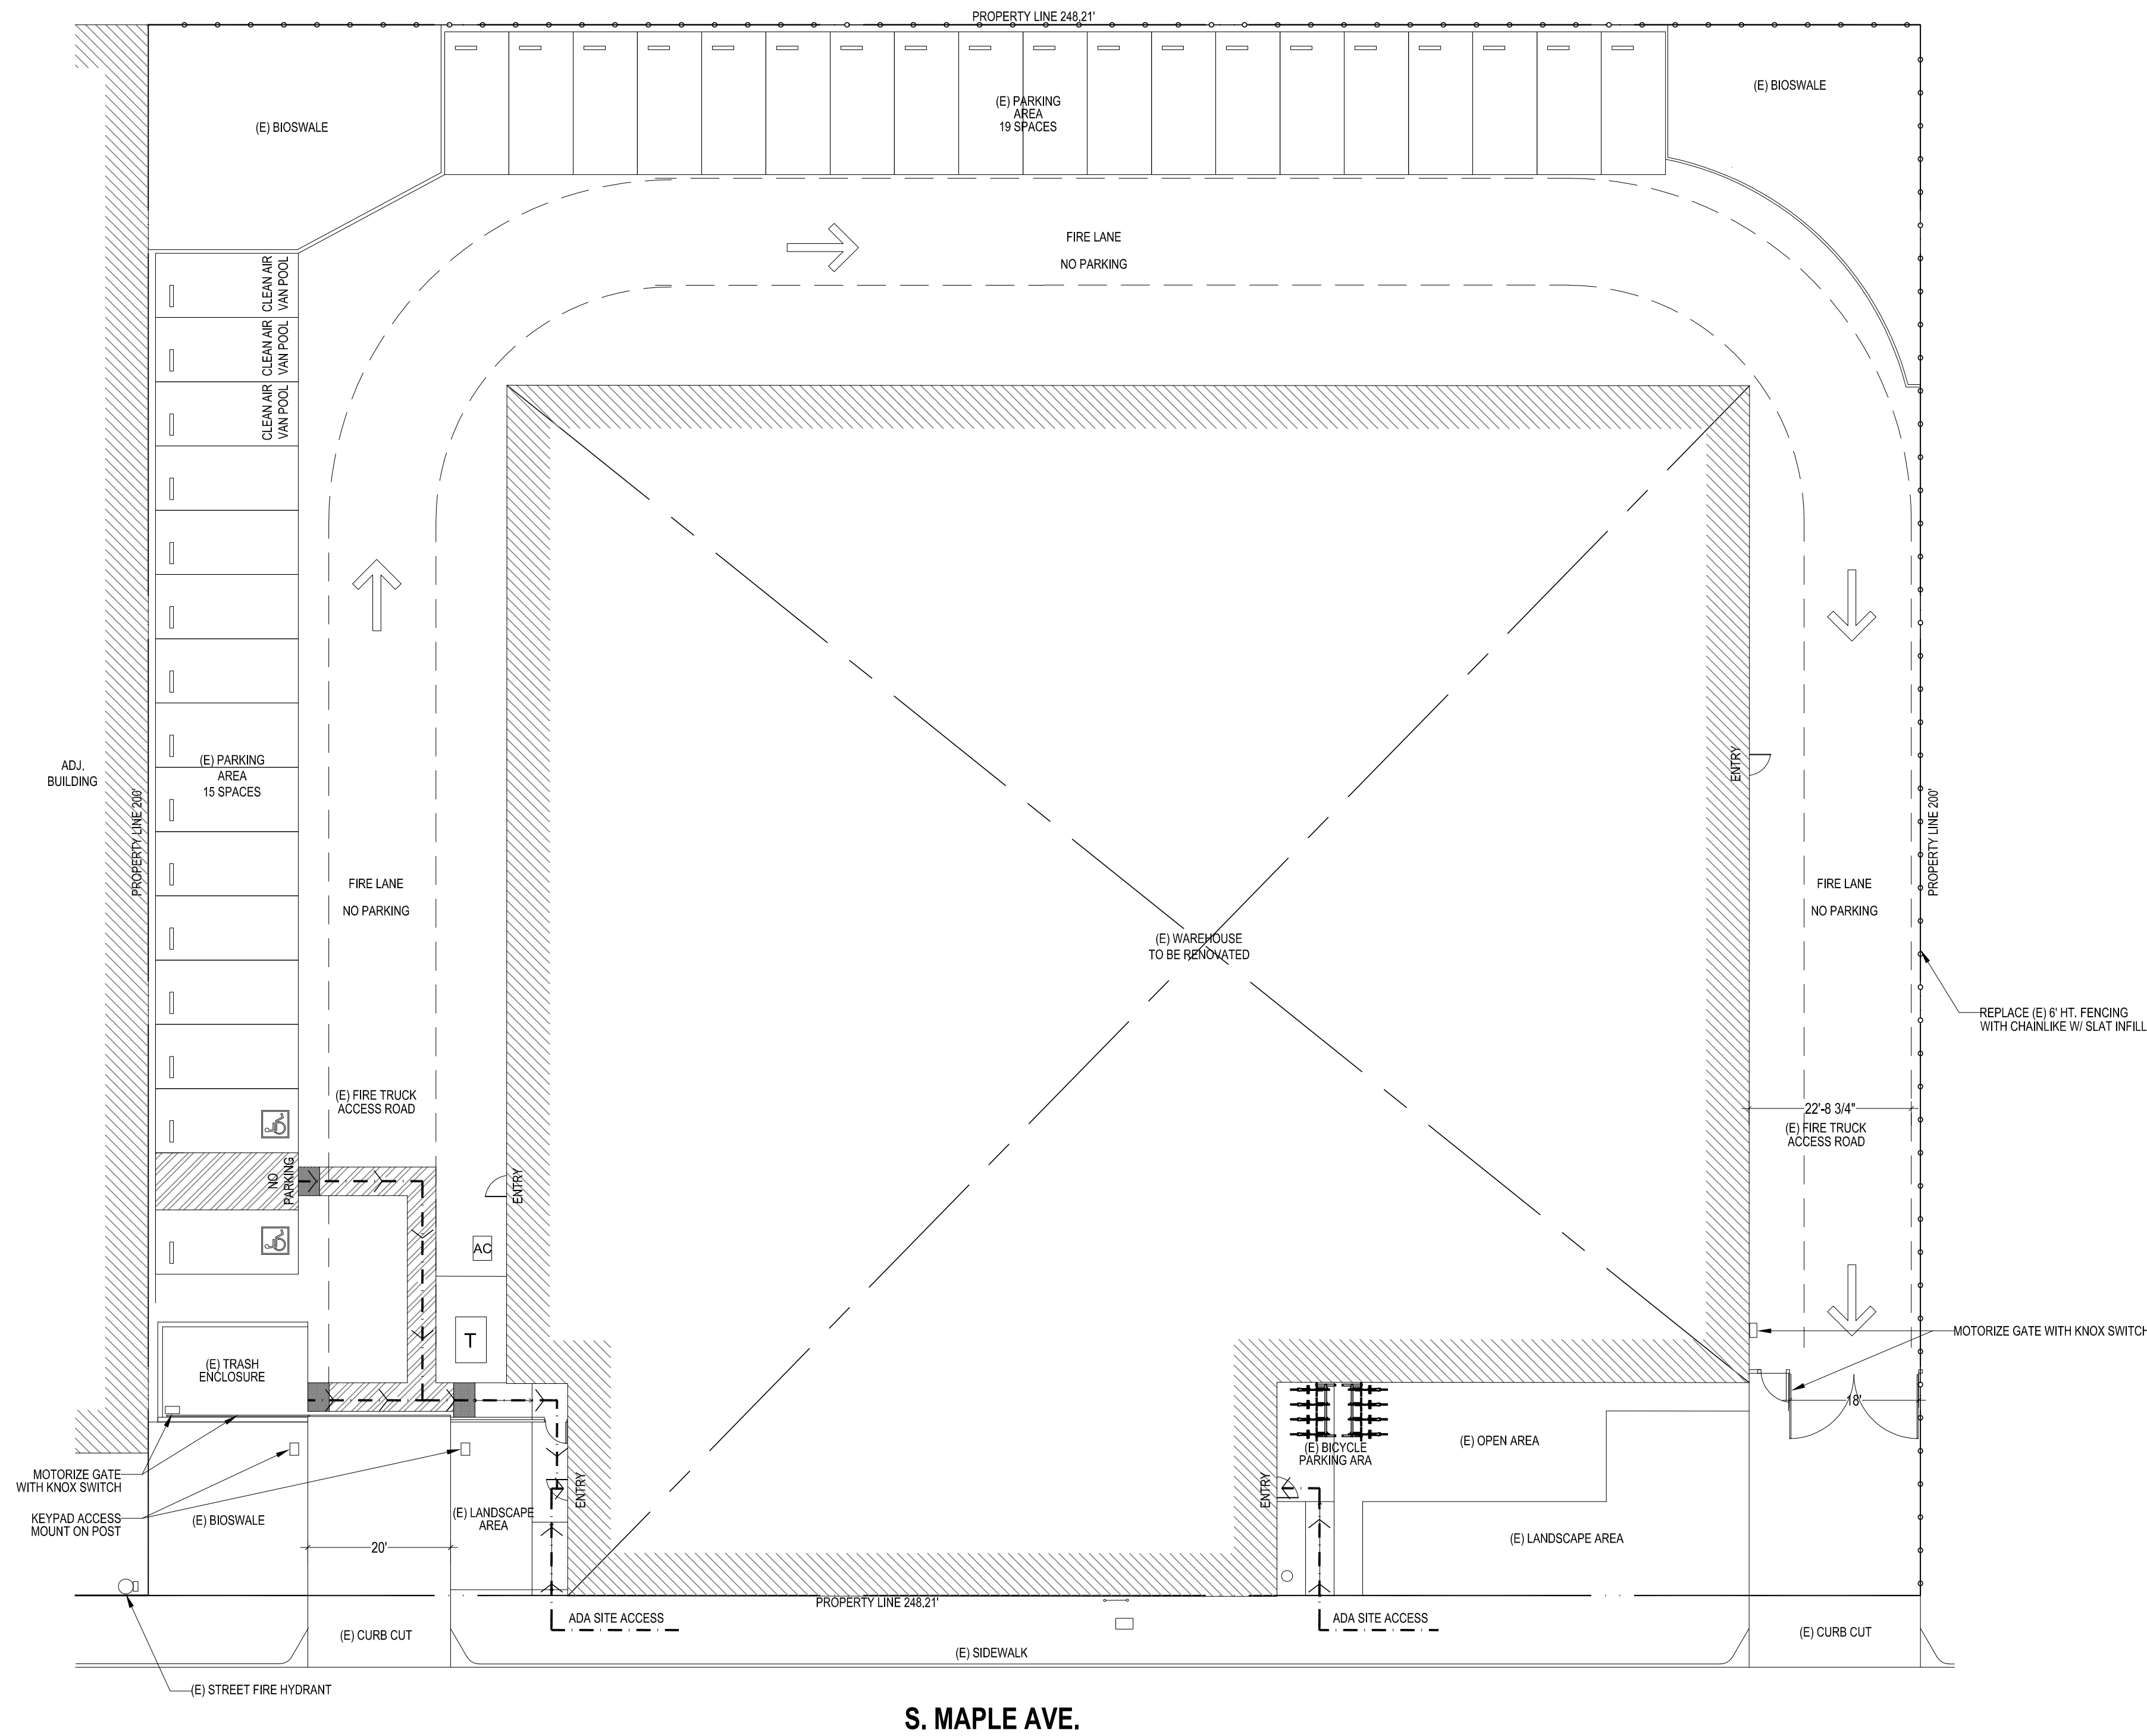 PROPERTY LINE 248.21'
(E) BIOSWALE
(E) PARKING
AREA
19 SPACES
(E) BIOSWALE
FIRE LANE
NO PARKING
CLEAN AIR
VAN POOL
CLEAN AIR
VAN POOL
CLEAN AIR
VAN POOL
ADJ.
BUILDING
PROPERTY LINE 200'
(E) PARKING
AREA
15 SPACES
FIRE LANE
NO PARKING
(E) WAREHOUSE
TO BE RENOVATED
ENTRY
FIRE LANE
NO PARKING
PROPERTY LINE 200'
REPLACE (E) 6' HT. FENCING
WITH CHAINLIKE W/ SLAT INFILL
(E) FIRE TRUCK
ACCESS ROAD
22'-8 3/4"
(E) FIRE TRUCK
ACCESS ROAD
NO
PARKING
ENTRY
AC
T
(E) TRASH
ENCLOSURE
MOTORIZE GATE WITH KNOX SWITCH
18'
MOTORIZE GATE
WITH KNOX SWITCH
KEYPAD ACCESS
MOUNT ON POST
(E) BIOSWALE
20'
(E) LANDSCAPE
AREA
ENTRY
ENTRY
(E) BICYCLE
PARKING ARA
(E) OPEN AREA
(E) LANDSCAPE AREA
PROPERTY LINE 248.21'
ADA SITE ACCESS
ADA SITE ACCESS
(E) CURB CUT
(E) SIDEWALK
(E) CURB CUT
(E) STREET FIRE HYDRANT
S. MAPLE AVE.